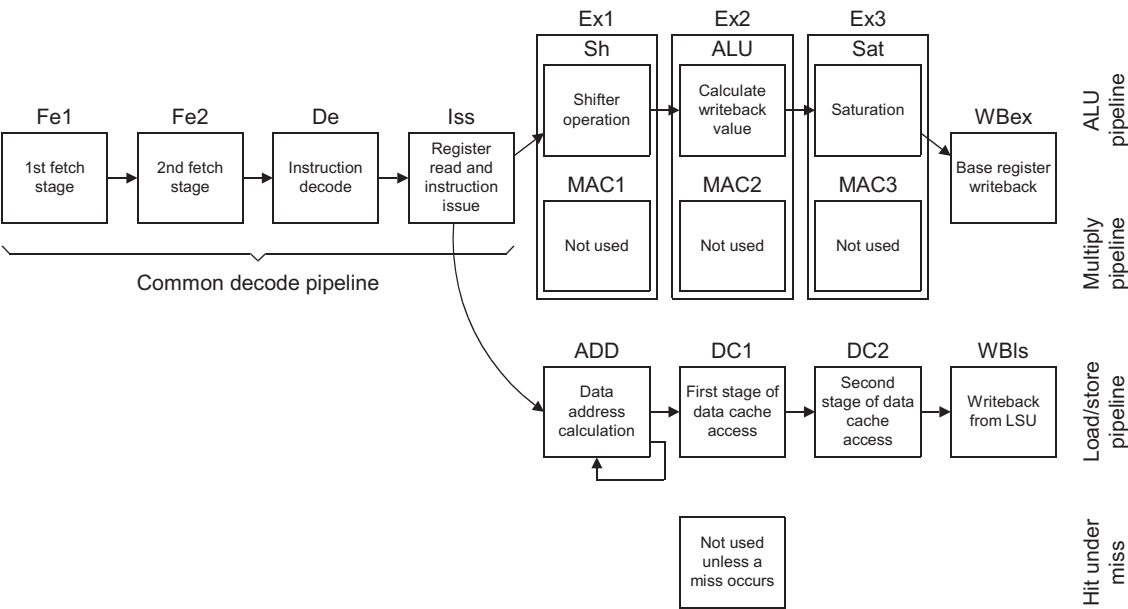 Ex1
Ex2
Ex3
Sh
ALU
Sat
Fe1
Fe2
De
Iss
WBex
1st fetch
stage
2nd fetch
stage
Instruction
decode
Register
read and
instruction
issue
Shifter
operation
Calculate
writeback
value
Saturation
Base register
writeback
ALU
pipeline
MAC1
MAC2
MAC3
Not used
Not used
Not used
Multiply
pipeline
Common decode pipeline
ADD
DC1
DC2
WBls
Data
address
calculation
First stage of
data cache
access
Second
stage of data
cache
access
Writeback
from LSU
Load/store
pipeline
Not used
unless a
miss occurs
Hit under
miss